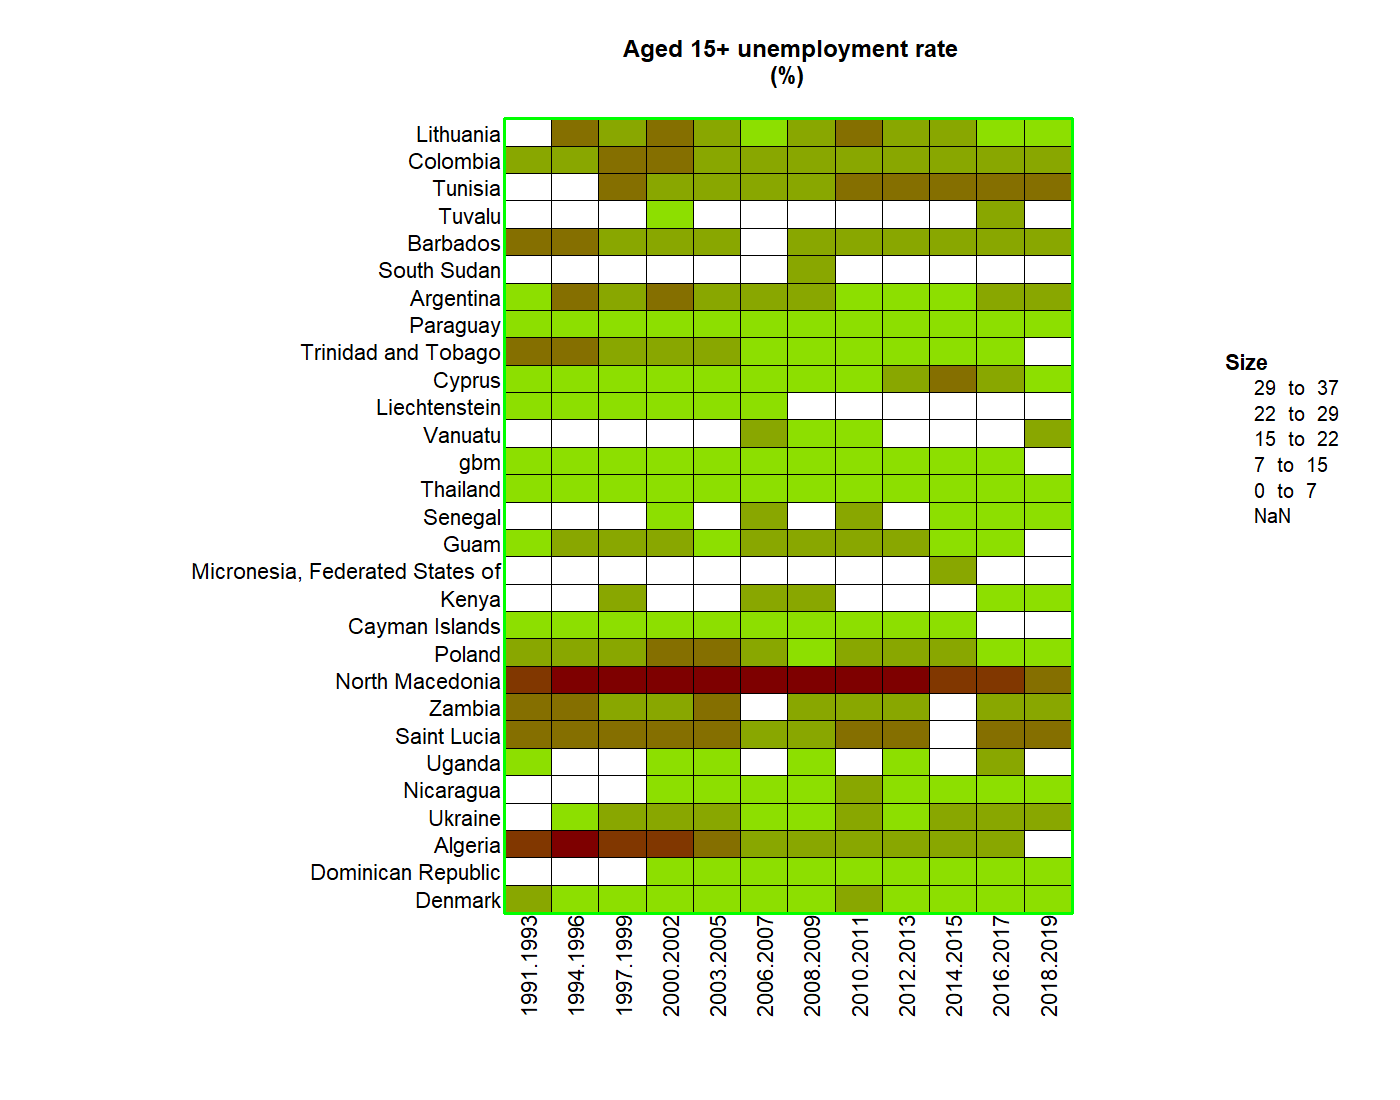 Aged 15+ unemployment rate
(%)
Lithuania
Colombia
Tunisia
Tuvalu
Barbados
South Sudan
Argentina
Paraguay
Trinidad and Tobago
Cyprus
Liechtenstein
Vanuatu
gbm
Thailand
Senegal
Guam
Micronesia, Federated States of
Kenya
Cayman Islands
Poland
North Macedonia
Zambia
Saint Lucia
Uganda
Nicaragua
Ukraine
Algeria
Dominican Republic
Denmark
1991.1993
1994.1996
1997.1999
2000.2002
2003.2005
2006.2007
2008.2009
2010.2011
2012.2013
2014.2015
2016.2017
2018.2019
Size
29 to 37
22 to 29
15 to 22
7 to 15
0 to 7
NaN